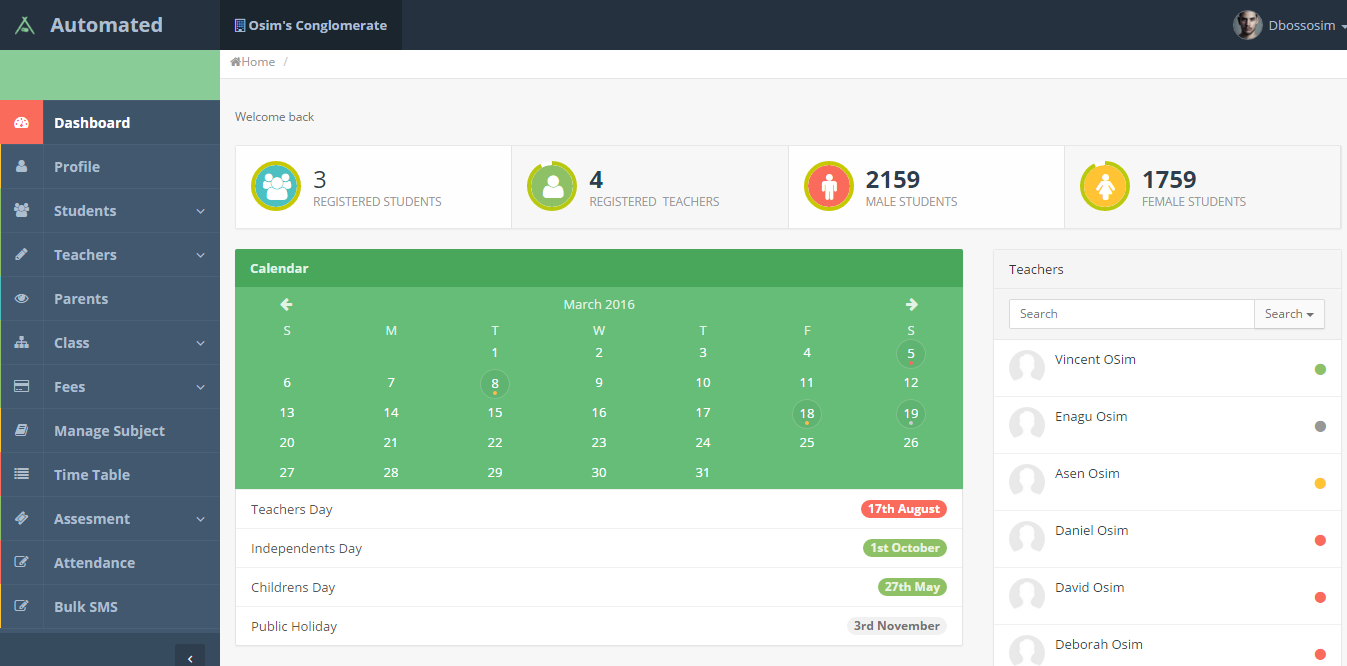 Automated
Osim's Conglomerate
Dbossosim
Home /
Dashboard
Profile
Students
Teachers
Parents
Class
Fees
Manage Subject
Time Table
Assesment
Attendance
Bulk SMS
Welcome back
3
REGISTERED STUDENTS
4
REGISTERED TEACHERS
2159
MALE STUDENTS
1759
FEMALE STUDENTS
Calendar
March 2016
S M T W T F S
1 2 3 4 5
6 7 8 9 10 11 12
13 14 15 16 17 18 19
20 21 22 23 24 25 26
27 28 29 30 31
Teachers Day 17th August
Independents Day 1st October
Childrens Day 27th May
Public Holiday 3rd November
Teachers
Search Search
Vincent OSim
Enagu Osim
Asen Osim
Daniel Osim
David Osim
Deborah Osim